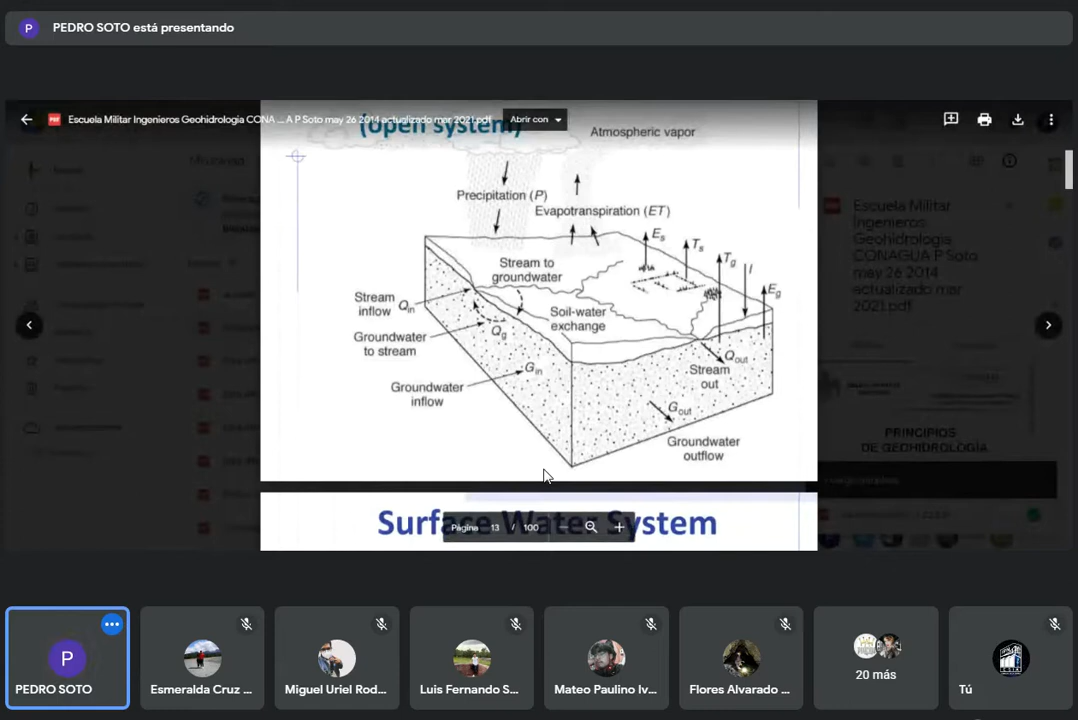 P
PEDRO SOTO está presentando
Escuela Militar Ingenieros Geohidrologia CONA ...A P Soto may 26 2014 actualizado mar 2021.pdf
Abrir con
(open system)
Atmospheric vapor
Precipitation (P)
Evapotranspiration (ET)
Es
Ts
Tg
I
Eg
Stream to
groundwater
Stream
inflow
Qin
Soil-water
exchange
Groundwater
to stream
Qg
Gin
Qout
Stream
out
Groundwater
inflow
Gout
Groundwater
outflow
Escuela Militar
Ingenieros
Geohidrologia
CONAGUA P Soto
may 26 2014
actualizado mar
2021.pdf
PRINCIPIOS
DE GEOHIDROLOGÍA
Surface Water System
Página 13 / 100
P
PEDRO SOTO
Esmeralda Cruz ...
Miguel Uriel Rod...
Luis Fernando S...
Mateo Paulino Iv...
Flores Alvarado ...
20 más
Tú